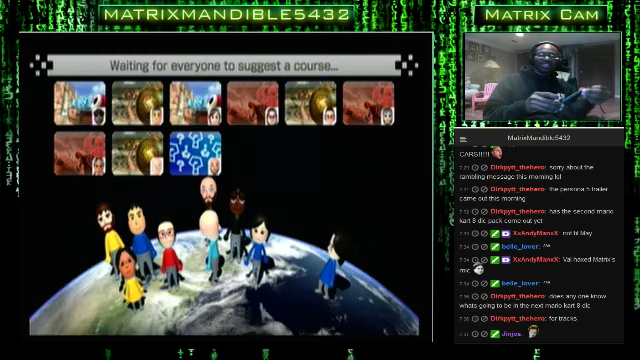 MATRIXMANDIBLE5432
Matrix Cam
Waiting for everyone to suggest a course...
MatrixMandible5432
CARS!!!!!
Dirkpytt_thehero: sorry about the
rambling message this morning lol
Dirkpytt_thehero: the persona 5 trailer
came out this morning
Dirkpytt_thehero: has the second mario
kart 8 dlc pack come out yet
XxAndyManxX: not til May
belle_lover: ^^
XxAndyManxX: Val haxed Matrix's
mic
belle_lover: ^^
Dirkpytt_thehero: does any one know
whats going to be in the next mario kart 8 dlc
Dirkpytt_thehero: for tracks
Jinjos: